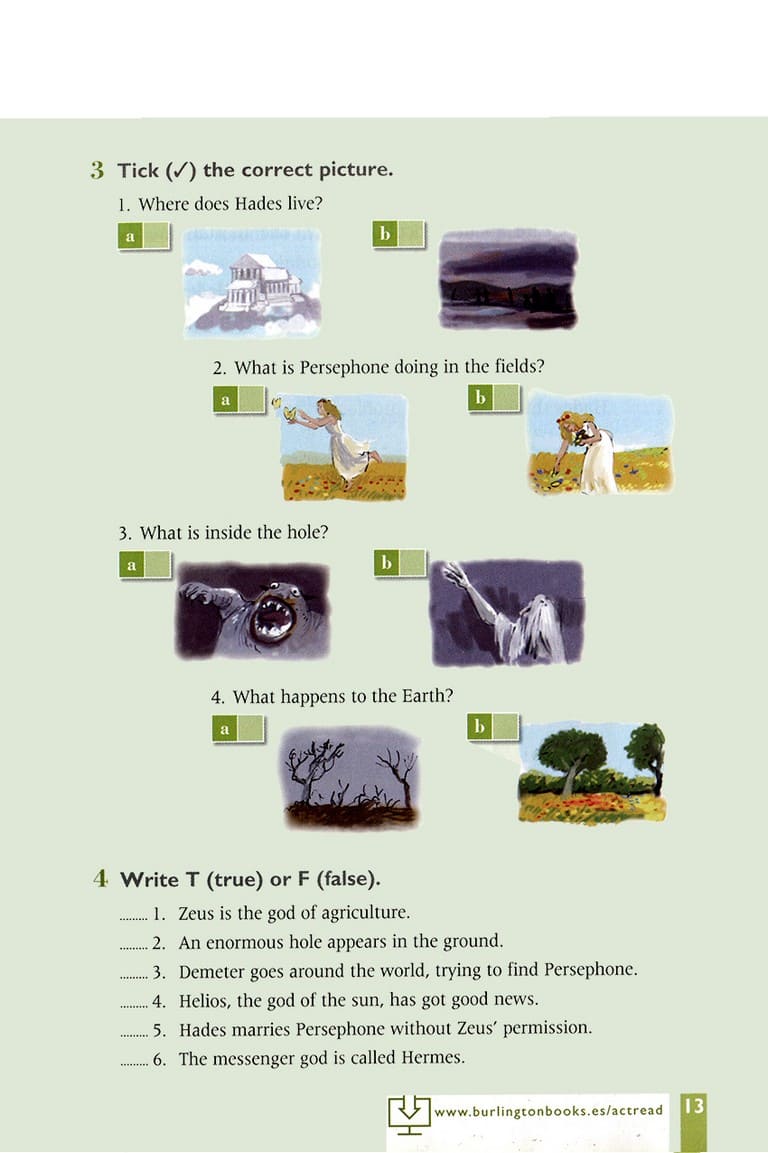 3 Tick (✓) the correct picture.
1. Where does Hades live?
a
b
2. What is Persephone doing in the fields?
a
b
3. What is inside the hole?
a
b
4. What happens to the Earth?
a
b
4 Write T (true) or F (false).
......... 1. Zeus is the god of agriculture.
......... 2. An enormous hole appears in the ground.
......... 3. Demeter goes around the world, trying to find Persephone.
......... 4. Helios, the god of the sun, has got good news.
......... 5. Hades marries Persephone without Zeus’ permission.
......... 6. The messenger god is called Hermes.
www.burlingtonbooks.es/actread 13